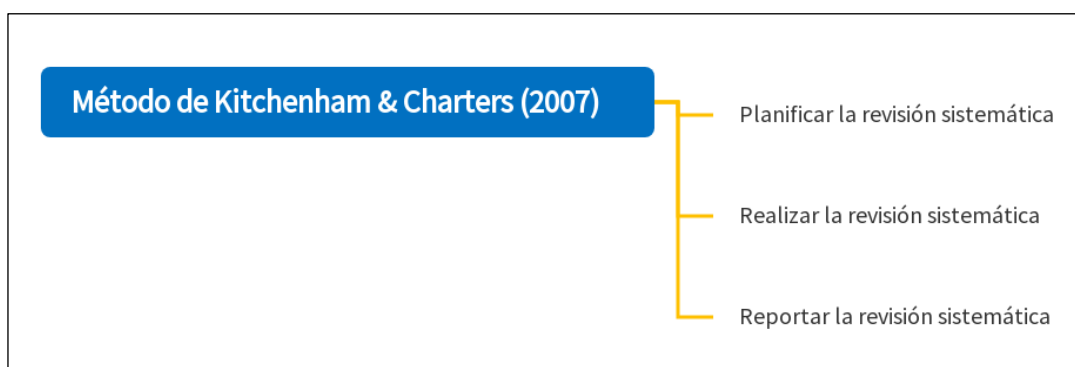 Método de Kitchenham & Charters (2007)
Planificar la revisión sistemática
Realizar la revisión sistemática
Reportar la revisión sistemática